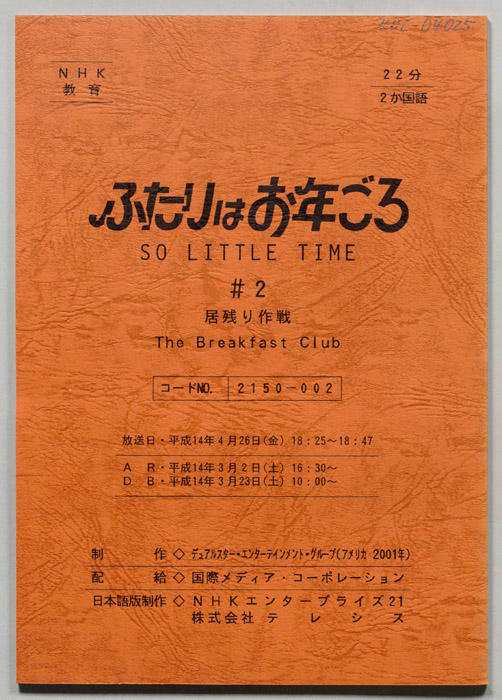 NHK
教育
22分
2か国語
ふたりはお年ごろ
SO LITTLE TIME
#2
居残り作戦
The Breakfast Club
コードNO. 2150-002
放送日・平成14年4月26日(金) 18:25~18:47
AR・平成14年3月2日(土) 16:30~
DB・平成14年3月23日(土) 10:00~
制作◇デュアルスター・エンターテインメント・グループ(アメリカ 2001年)
配給◇国際メディア・コーポレーション
日本語版制作◇NHKエンタープライズ21
株式会社テレシス